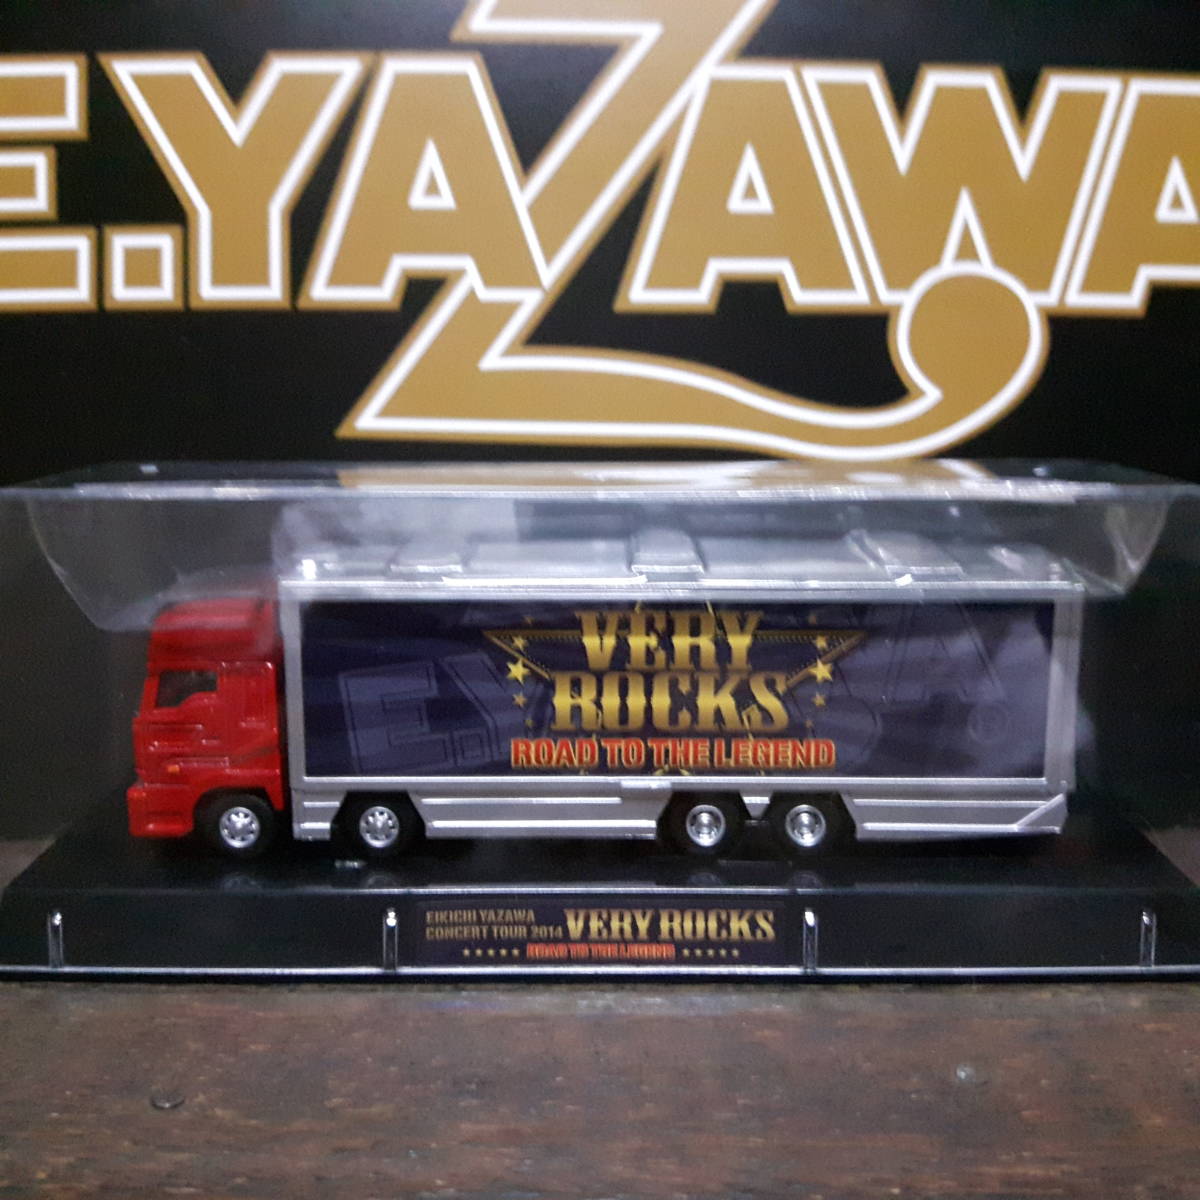 E.YAZAWA
VERY
ROCKS
ROAD TO THE LEGEND
EIKICHI YAZAWA
CONCERT TOUR 2014 VERY ROCKS
ROAD TO THE LEGEND